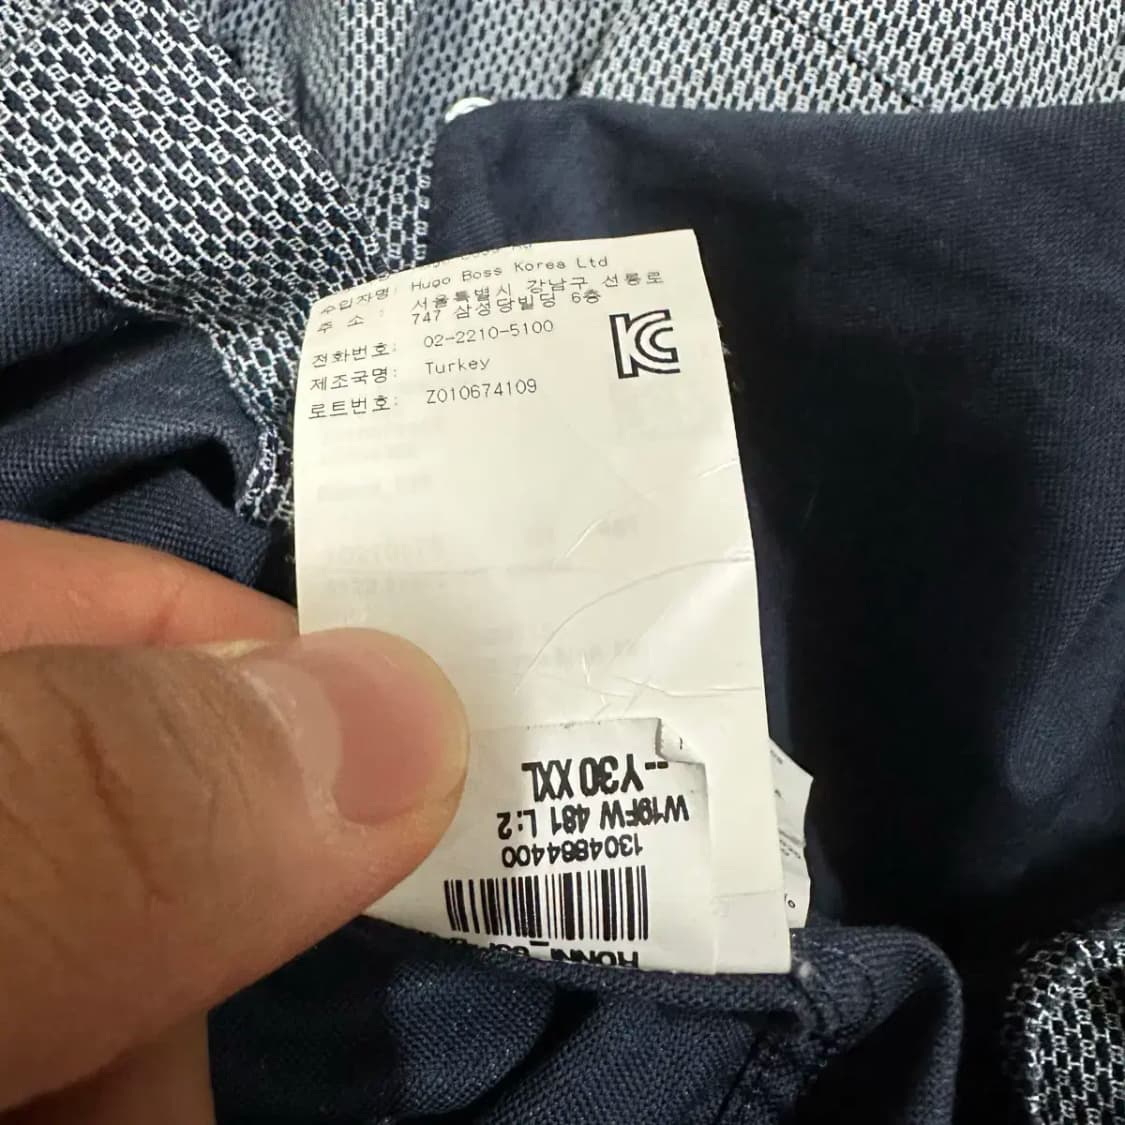 수입자명: Hugo Boss Korea Ltd
주 소 : 서울특별시 강남구 선릉로
747 삼성당빌딩 6층
전화번호: 02-2210-5100
제조국명: Turkey
로트번호: Z010674109
KC
--Y30 XXL
W19FW 481 L:2
1304864400